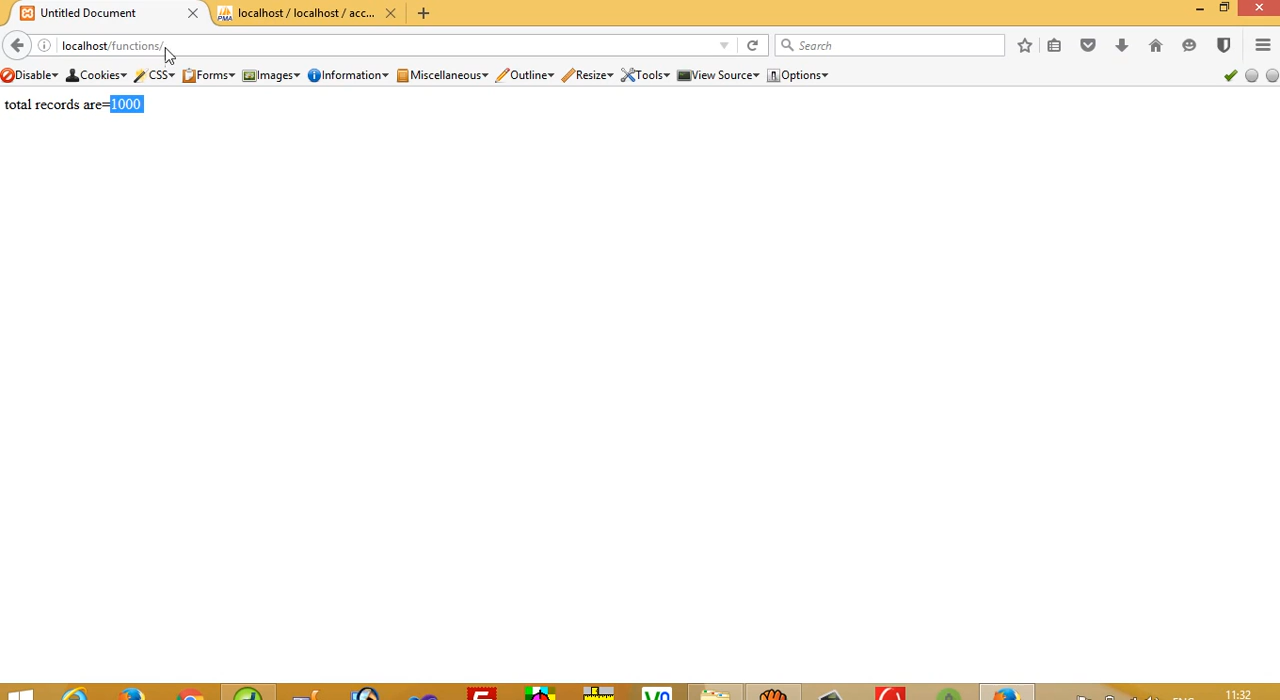 Untitled Document
localhost / localhost / acc...
localhost/functions/
Search
Disable Cookies CSS Forms Images Information Miscellaneous Outline Resize Tools View Source Options
total records are=1000
11:32